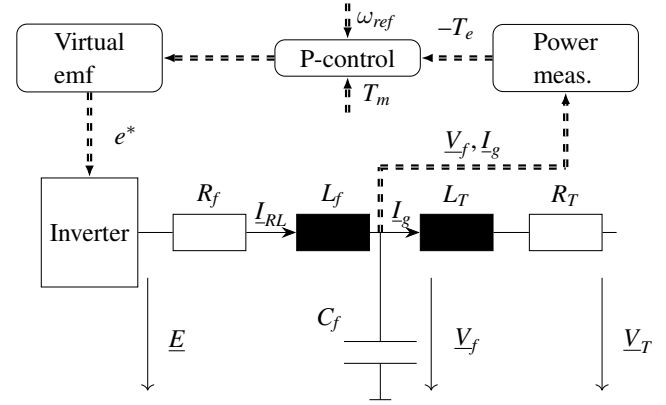 ω_ref
Virtual
emf
P-control
–T_e
Power
meas.
T_m
e*
V_f, I_g
R_f
L_f
L_T
R_T
Inverter
I_RL
I_g
C_f
E
V_f
V_T